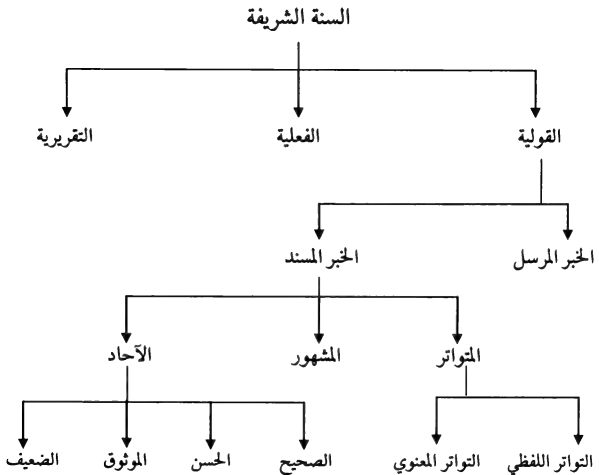 السنة الشريفة
القولية الفعلية التقريرية
الخبر المرسل الخبر المسند
المتواتر المشهور الآحاد
التواتر اللفظي التواتر المعنوي الصحيح الحسن الموثوق الضعيف